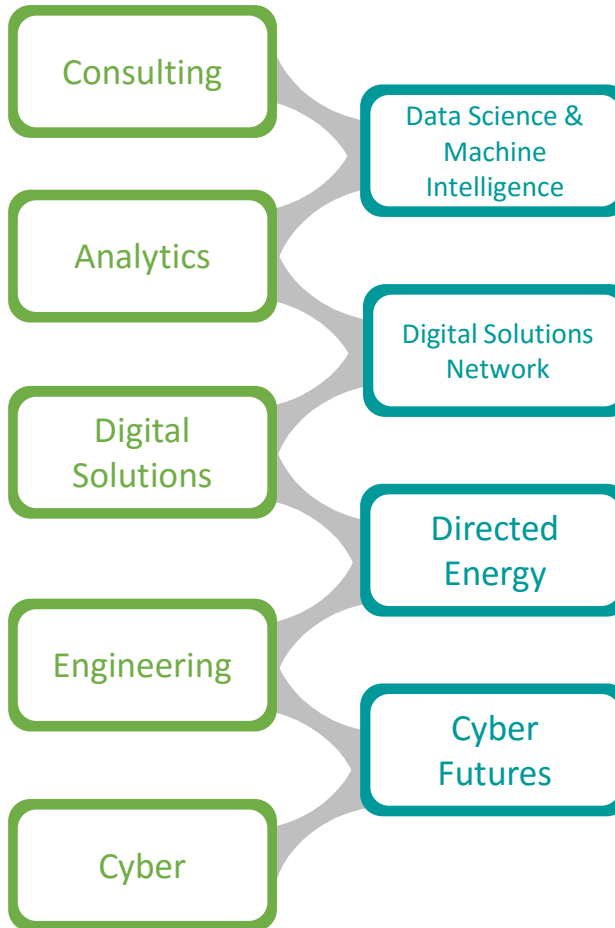 Consulting
Data Science &
Machine
Intelligence
Analytics
Digital Solutions
Network
Digital
Solutions
Directed
Energy
Engineering
Cyber
Futures
Cyber